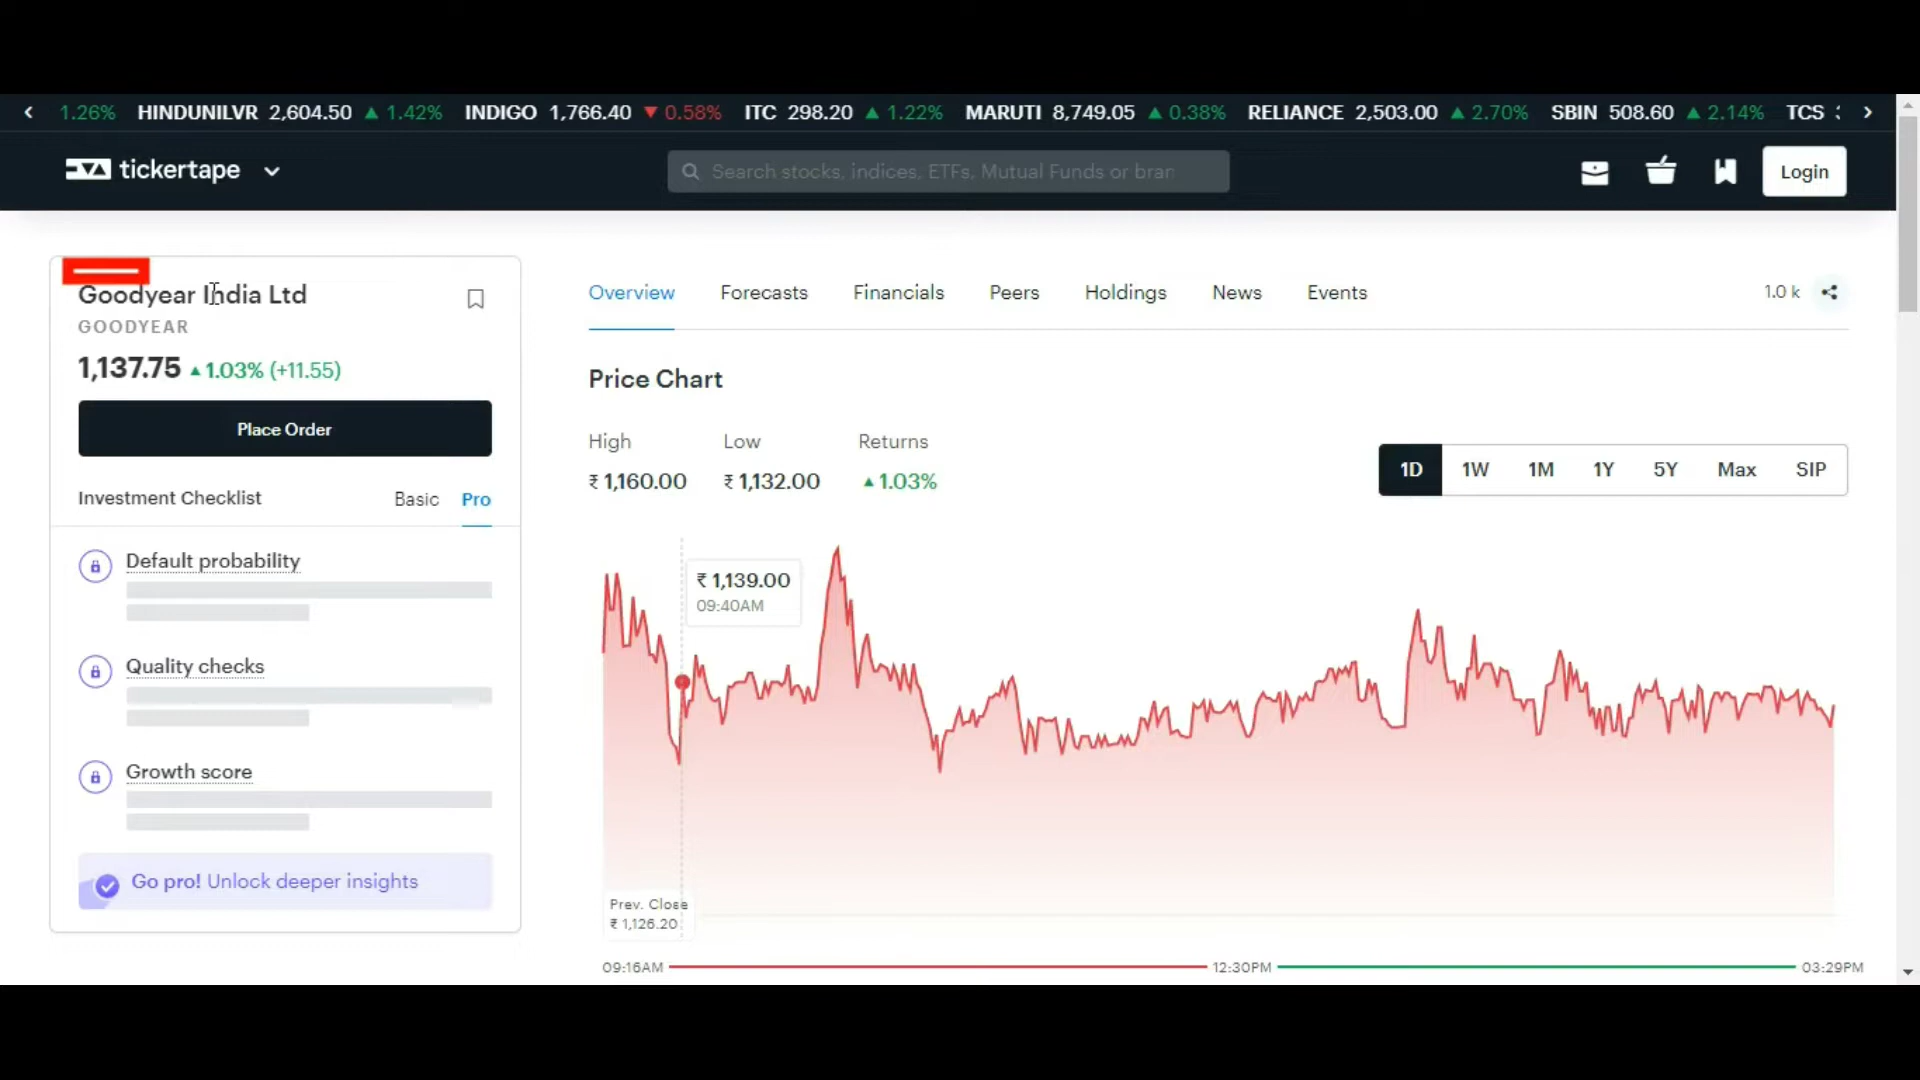 1.26% HINDUNILVR 2,604.50 ▲ 1.42% INDIGO 1,766.40 ▼ 0.58% ITC 298.20 ▲ 1.22% MARUTI 8,749.05 ▲ 0.38% RELIANCE 2,503.00 ▲ 2.70% SBIN 508.60 ▲ 2.14% TCS
tickertape
Search stocks, indices, ETFs, Mutual Funds or bran
Login
Goodyear India Ltd
GOODYEAR
1,137.75 ▲ 1.03% (+11.55)
Place Order
Investment Checklist Basic Pro
Default probability
Quality checks
Growth score
Go pro! Unlock deeper insights
Overview Forecasts Financials Peers Holdings News Events
1.0 k
Price Chart
High Low Returns
₹ 1,160.00 ₹ 1,132.00 ▲ 1.03%
1D 1W 1M 1Y 5Y Max SIP
₹ 1,139.00
09:40AM
Prev. Close
₹ 1,126.20
09:16AM 12:30PM 03:29PM